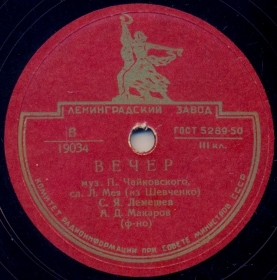 ЛЕНИНГРАДСКИЙ ЗАВОД
В
19034
ГОСТ 5289-50
III кл.
ВЕЧЕР
муз. П. Чайковского,
сл. Л. Мея (из Шевченко)
С. Я. Лемешев
А. Д. Макаров
(ф-но)
КОМИТЕТ РАДИОИНФОРМАЦИИ ПРИ СОВЕТЕ МИНИСТРОВ СССР